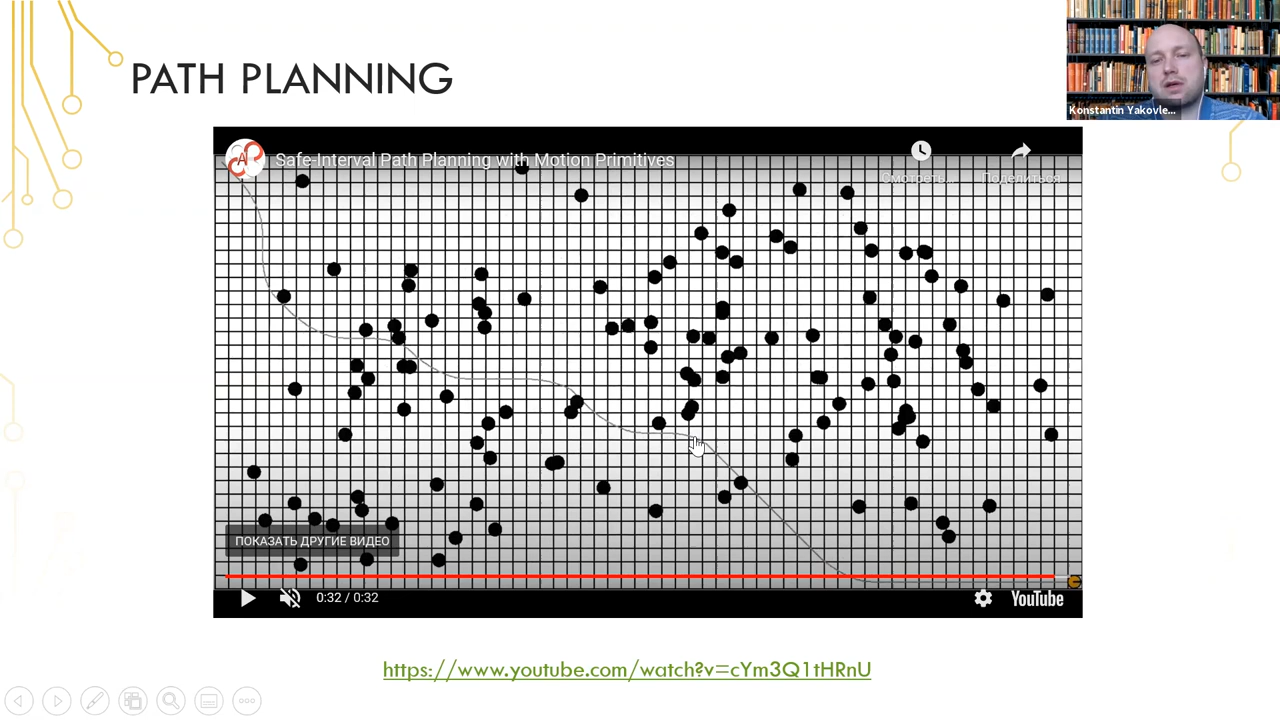 PATH PLANNING
Konstantin Yakovle...
Safe-Interval Path Planning with Motion Primitives
Смотреть... Поделиться
ПОКАЗАТЬ ДРУГИЕ ВИДЕО
0:32 / 0:32
YouTube
https://www.youtube.com/watch?v=cYm3Q1tHRnU